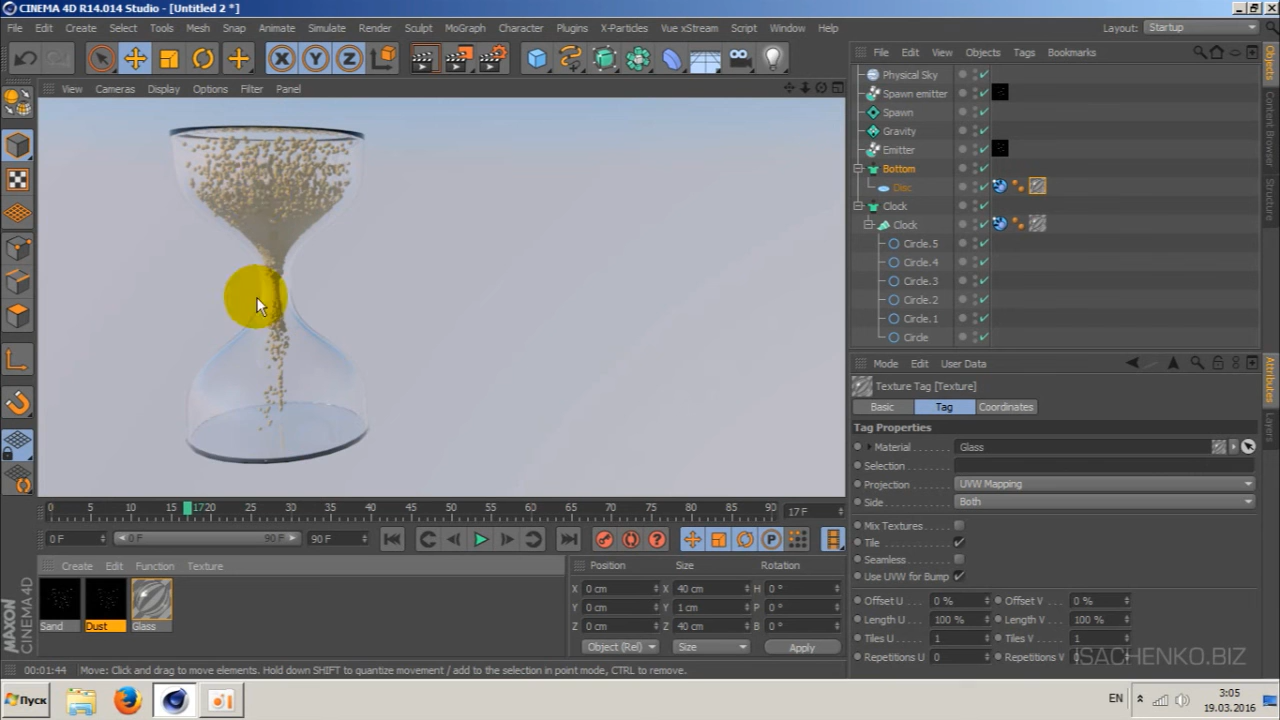 CINEMA 4D R14.014 Studio - [Untitled 2 *]
File Edit Create Select Tools Mesh Snap Animate Simulate Render Sculpt MoGraph Character Plugins X-Particles Vue xStream Script Window Help Layout: Startup
File Edit View Objects Tags Bookmarks
X Y Z
View Cameras Display Options Filter Panel
Physical Sky
Spawn emitter
Spawn
Gravity
Emitter
Bottom
Disc
Clock
Clock
Circle.5
Circle.4
Circle.3
Circle.2
Circle.1
Circle
Objects
Content Browser
Structure
Mode Edit User Data
Texture Tag [Texture]
Basic Tag Coordinates
Tag Properties
Material Glass
Selection
Projection UVW Mapping
Side Both
Mix Textures
Tile
Seamless
Use UVW for Bump
Offset U 0 % Offset V 0 %
Length U 100 % Length V 100 %
Tiles U 1 Tiles V 1
Repetitions U 0 Repetitions V 0
Attributes
Layers
0 5 10 15 17 20 25 30 35 40 45 50 55 60 65 70 75 80 85 90 17 F
0 F 0 F 90 F 90 F
P
Create Edit Function Texture
Sand Dust Glass
Position Size Rotation
X 0 cm X 40 cm H 0 °
Y 0 cm Y 1 cm P 0 °
Z 0 cm Z 40 cm B 0 °
Object (Rel) Size Apply
MAXON CINEMA 4D
00:01:44 Move: Click and drag to move elements. Hold down SHIFT to quantize movement / add to the selection in point mode, CTRL to remove.
ISACHENKO.BIZ
Пуск
EN
3:05
19.03.2016